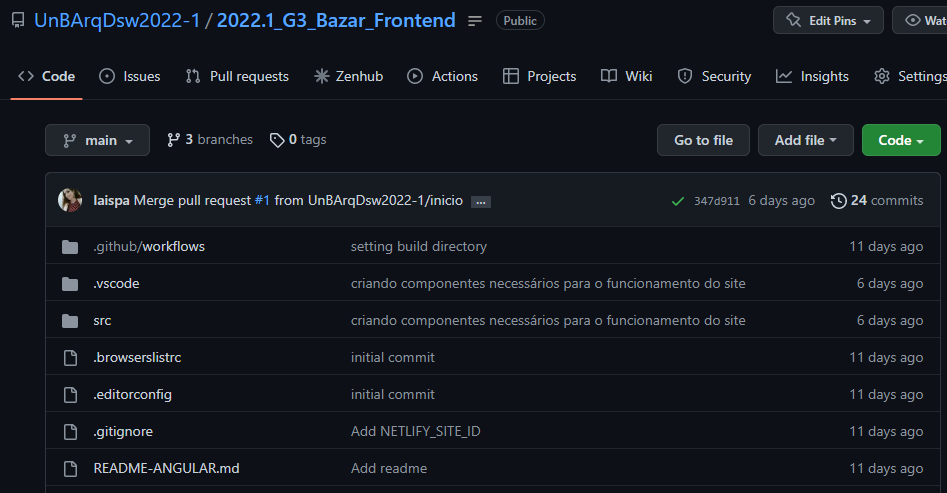 UnBArqDsw2022-1 / 2022.1_G3_Bazar_Frontend Public Edit Pins
Code Issues Pull requests Zenhub Actions Projects Wiki Security Insights
main 3 branches 0 tags Go to file Add file Code
laispa Merge pull request #1 from UnBArqDsw2022-1/inicio ... 347d911 6 days ago 24 commits
.github/workflows setting build directory 11 days ago
.vscode criando componentes necessários para o funcionamento do site 6 days ago
src criando componentes necessários para o funcionamento do site 6 days ago
.browserslistrc initial commit 11 days ago
.editorconfig initial commit 11 days ago
.gitignore Add NETLIFY_SITE_ID 11 days ago
README-ANGULAR.md Add readme 11 days ago